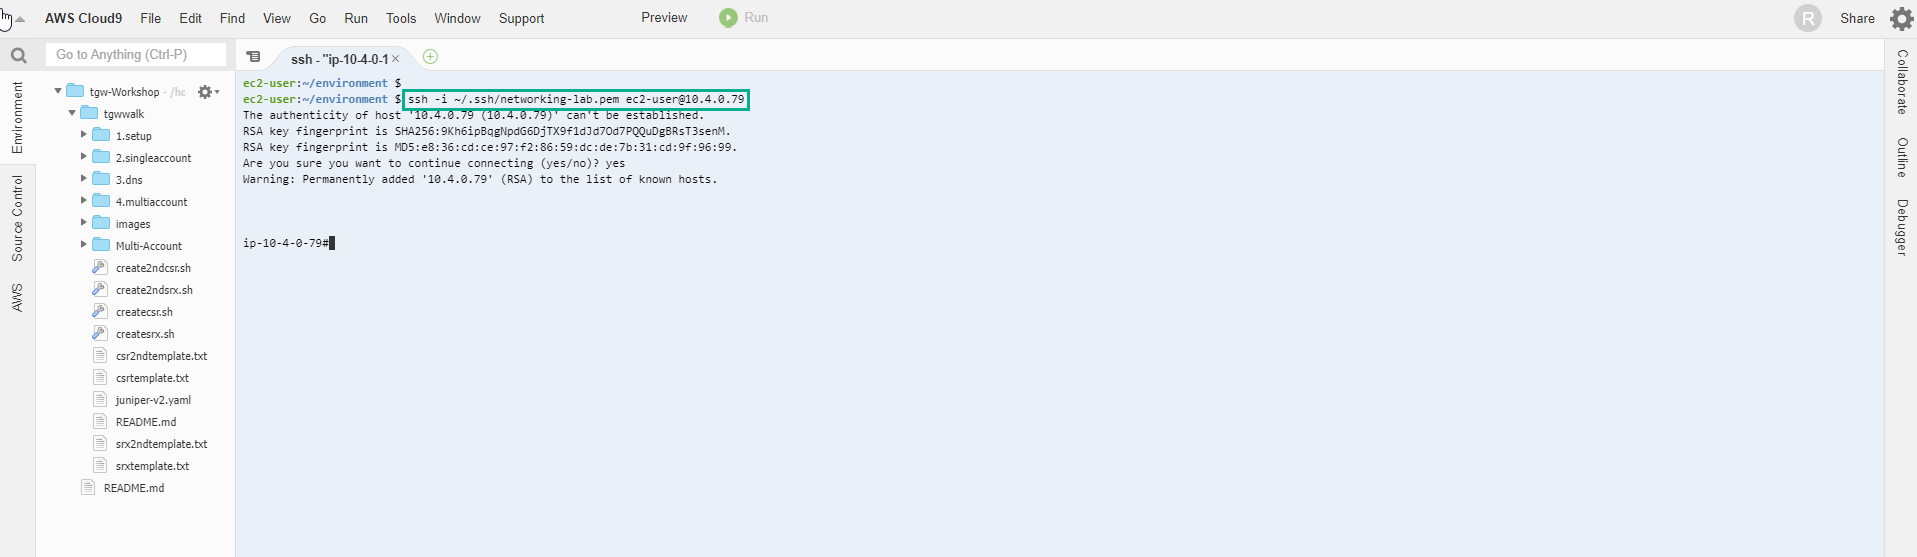 AWS Cloud9 File Edit Find View Go Run Tools Window Support Preview Run R Share
Go to Anything (Ctrl-P)
ssh - "ip-10-4-0-1
Environment
Source Control
AWS
tgw-Workshop - /hc
tgwwalk
1.setup
2.singleaccount
3.dns
4.multiaccount
images
Multi-Account
create2ndcsr.sh
create2ndsrx.sh
createcsr.sh
createsrx.sh
csr2ndtemplate.txt
csrtemplate.txt
juniper-v2.yaml
README.md
srx2ndtemplate.txt
srxtemplate.txt
README.md
ec2-user:~/environment $
ec2-user:~/environment $ ssh -i ~/.ssh/networking-lab.pem ec2-user@10.4.0.79
The authenticity of host '10.4.0.79 (10.4.0.79)' can't be established.
RSA key fingerprint is SHA256:9Kh6ipBqgNpdG6DjTX9f1dJd7Od7PQQuDgBRsT3senM.
RSA key fingerprint is MD5:e8:36:cd:ce:97:f2:86:59:dc:de:7b:31:cd:9f:96:99.
Are you sure you want to continue connecting (yes/no)? yes
Warning: Permanently added '10.4.0.79' (RSA) to the list of known hosts.
ip-10-4-0-79#
Collaborate
Outline
Debugger